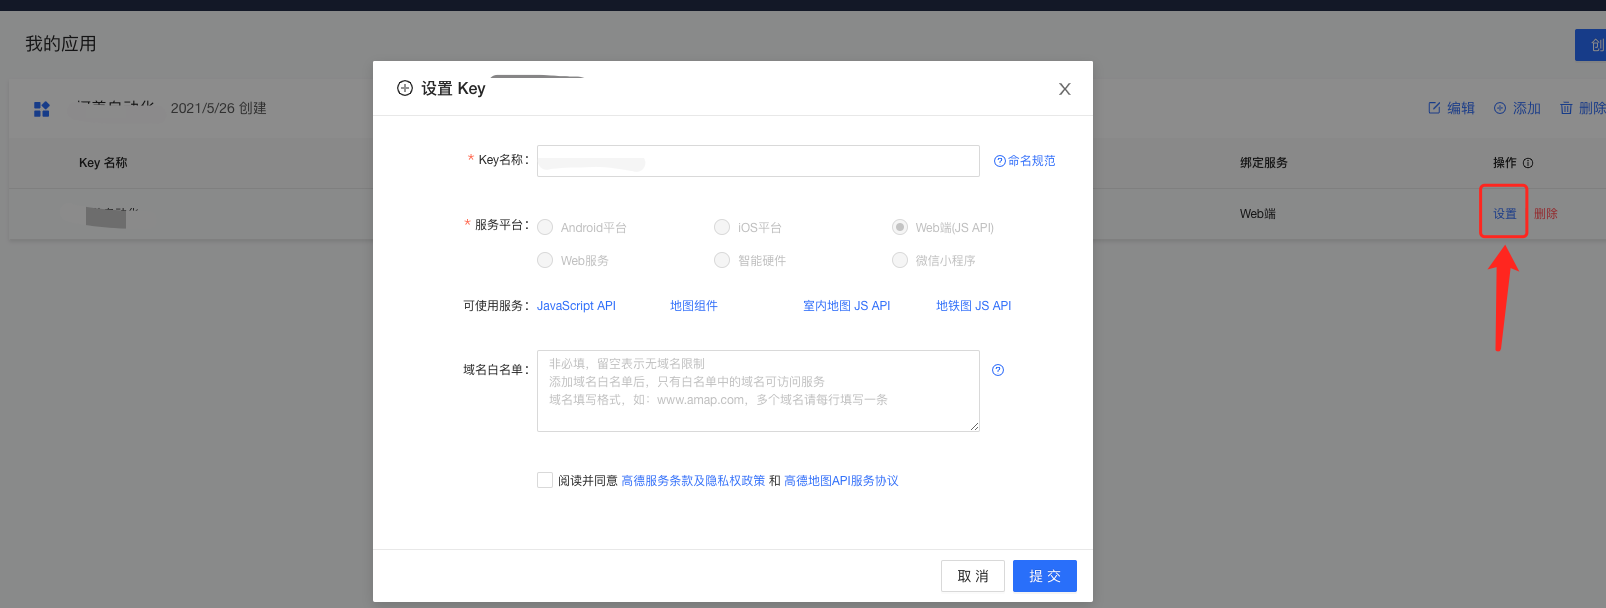 我的应用
创
2021/5/26 创建
编辑 添加 删除
Key 名称
绑定服务
操作
Web端
设置 删除
设置 Key
X
* Key名称：
命名规范
* 服务平台：
Android平台 iOS平台 Web端(JS API)
Web服务 智能硬件 微信小程序
可使用服务： JavaScript API 地图组件 室内地图 JS API 地铁图 JS API
域名白名单：
非必填，留空表示无域名限制
添加域名白名单后，只有白名单中的域名可访问服务
域名填写格式，如：www.amap.com，多个域名请每行填写一条
阅读并同意 高德服务条款及隐私权政策 和 高德地图API服务协议
取 消 提 交